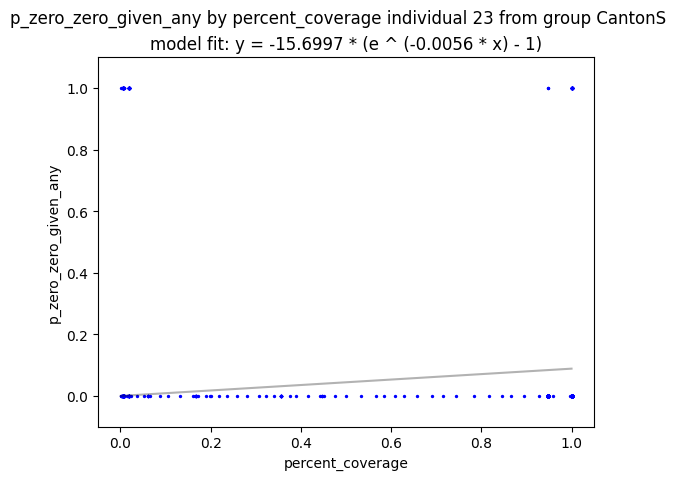 p_zero_zero_given_any by percent_coverage individual 23 from group CantonS
model fit: y = -15.6997 * (e ^ (-0.0056 * x) - 1)
1.0
0.8
0.6
0.4
0.2
0.0
p_zero_zero_given_any
0.0 0.2 0.4 0.6 0.8 1.0
percent_coverage